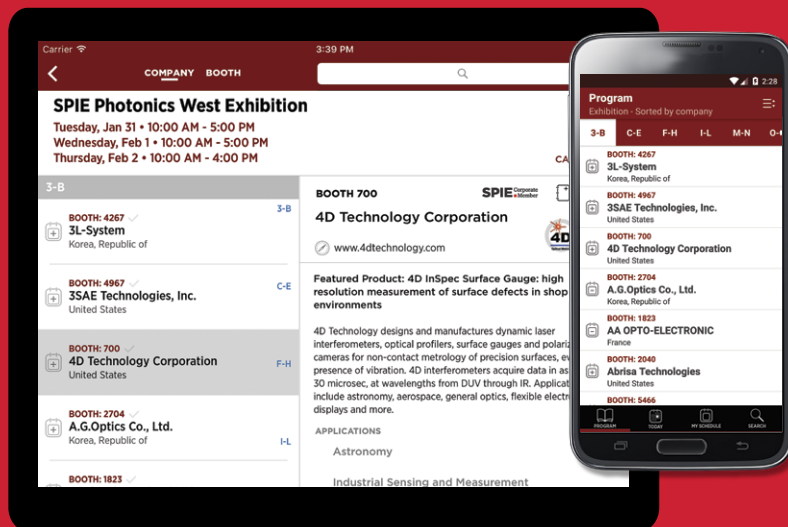 Carrier
3:39 PM
COMPANY BOOTH
SPIE Photonics West Exhibition
Tuesday, Jan 31 • 10:00 AM - 5:00 PM
Wednesday, Feb 1 • 10:00 AM - 5:00 PM
Thursday, Feb 2 • 10:00 AM - 4:00 PM
CA
3-B
3-B
BOOTH: 4267
3L-System
Korea, Republic of
C-E
BOOTH: 4967
3SAE Technologies, Inc.
United States
F-H
BOOTH: 700
4D Technology Corporation
United States
I-L
BOOTH: 2704
A.G.Optics Co., Ltd.
Korea, Republic of
BOOTH: 1823
BOOTH 700
SPIE Corporate Member
4D Technology Corporation
4D
www.4dtechnology.com
Featured Product: 4D InSpec Surface Gauge: high
resolution measurement of surface defects in shop
environments
4D Technology designs and manufactures dynamic laser
interferometers, optical profilers, surface gauges and polariz
cameras for non-contact metrology of precision surfaces, ev
presence of vibration. 4D interferometers acquire data in as
30 microsec, at wavelengths from DUV through IR. Applicat
include astronomy, aerospace, general optics, flexible electr
displays and more.
APPLICATIONS
Astronomy
Industrial Sensing and Measurement
2:28
Program
Exhibition - Sorted by company
3-B C-E F-H I-L M-N O-
BOOTH: 4267
3L-System
Korea, Republic of
BOOTH: 4967
3SAE Technologies, Inc.
United States
BOOTH: 700
4D Technology Corporation
United States
BOOTH: 2704
A.G.Optics Co., Ltd.
Korea, Republic of
BOOTH: 1823
AA OPTO-ELECTRONIC
France
BOOTH: 2040
Abrisa Technologies
United States
BOOTH: 5466
PROGRAM TODAY MY SCHEDULE SEARCH